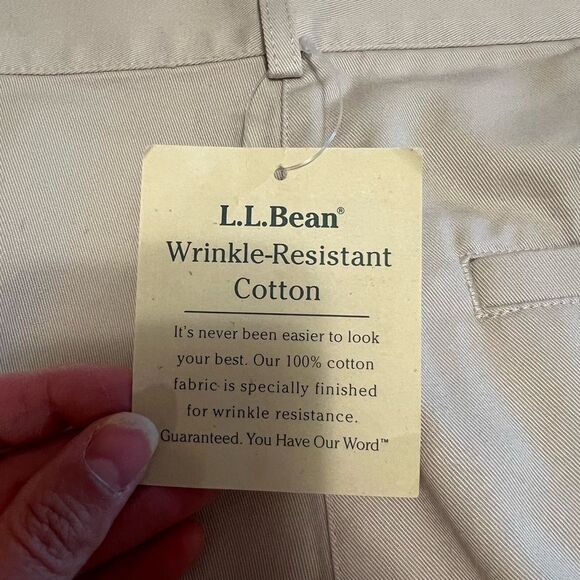 L.L.Bean®
Wrinkle-Resistant
Cotton
It's never been easier to look
your best. Our 100% cotton
fabric is specially finished
for wrinkle resistance.
Guaranteed. You Have Our Word™